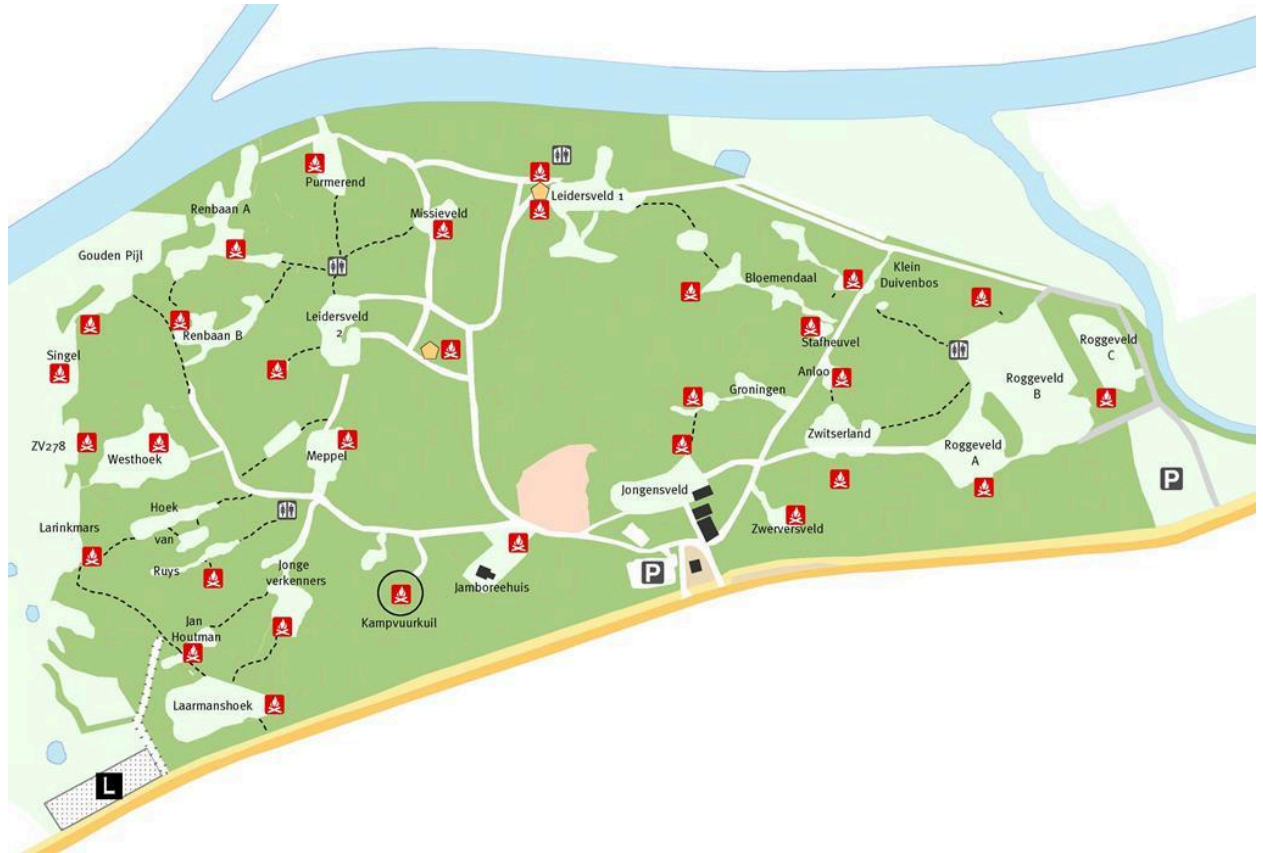 Purmerend
Leidersveld 1
Renbaan A
Missieveld
Gouden Pijl
Bloemendaal
Klein
Duivenbos
Leidersveld
2
Renbaan B
Stafheuvel
Roggeveld
C
Singel
Anloo
Roggeveld
B
Groningen
Zwitserland
ZV278
Westhoek
Meppel
Roggeveld
A
P
Jongensveld
Hoek
van
Ruys
Larinkmars
Zwerversveld
Jonge
verkenners
P
Jamboreehuis
Kampvuurkuil
Jan
Houtman
Laarmanshoek
L